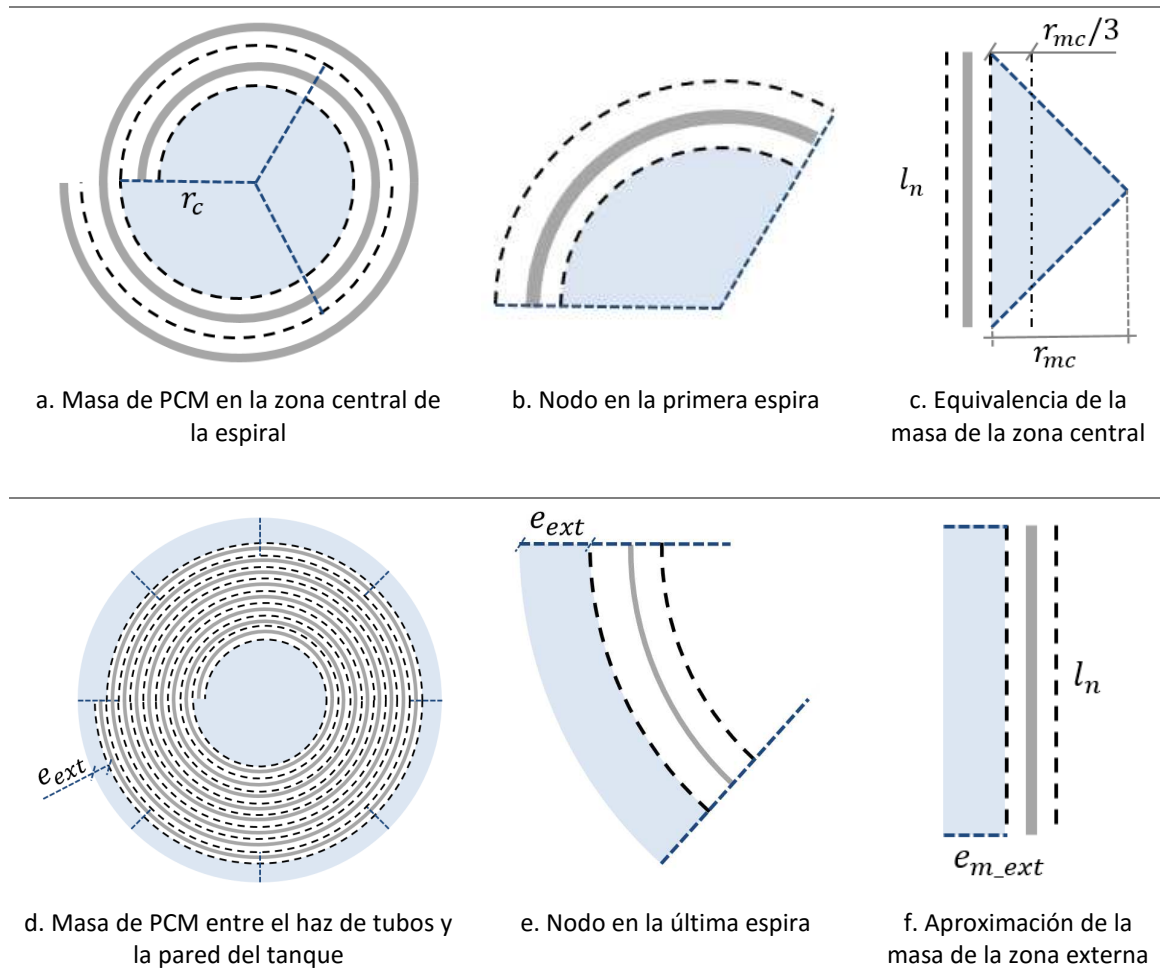 r_c
r_mc/3
l_n
r_mc
a. Masa de PCM en la zona central de
la espiral
b. Nodo en la primera espira
c. Equivalencia de la
masa de la zona central
e_ext
e_ext
l_n
e_m_ext
d. Masa de PCM entre el haz de tubos y
la pared del tanque
e. Nodo en la última espira
f. Aproximación de la
masa de la zona externa